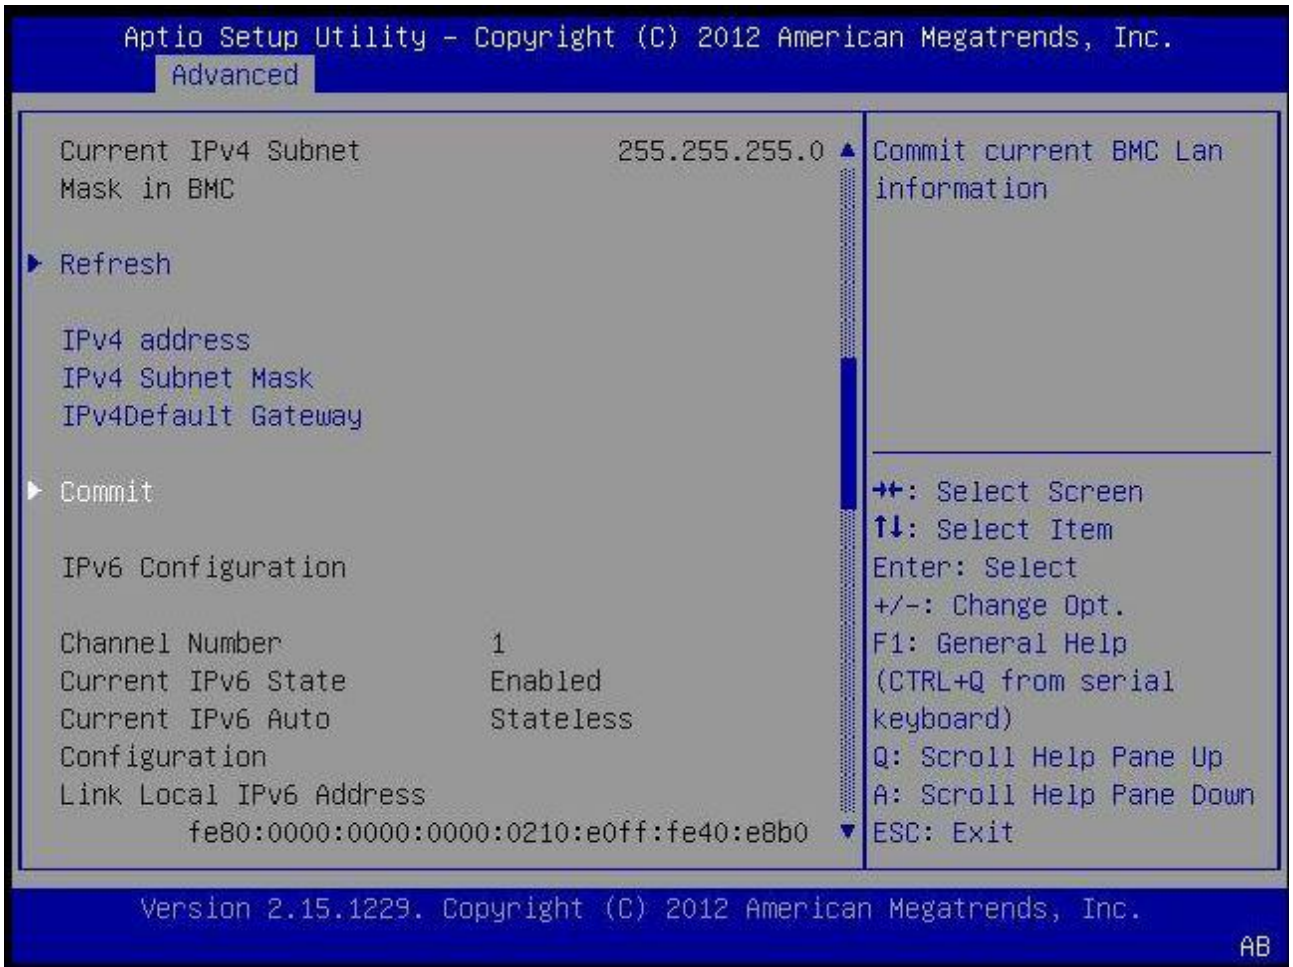 Aptio Setup Utility – Copyright (C) 2012 American Megatrends, Inc.
Advanced
Current IPv4 Subnet 255.255.255.0
Mask in BMC
Refresh
IPv4 address
IPv4 Subnet Mask
IPv4Default Gateway
Commit
IPv6 Configuration
Channel Number 1
Current IPv6 State Enabled
Current IPv6 Auto Stateless
Configuration
Link Local IPv6 Address
fe80:0000:0000:0000:0210:e0ff:fe40:e8b0
Commit current BMC Lan
information
→←: Select Screen
↑↓: Select Item
Enter: Select
+/-: Change Opt.
F1: General Help
(CTRL+Q from serial
keyboard)
Q: Scroll Help Pane Up
A: Scroll Help Pane Down
ESC: Exit
Version 2.15.1229. Copyright (C) 2012 American Megatrends, Inc.
AB